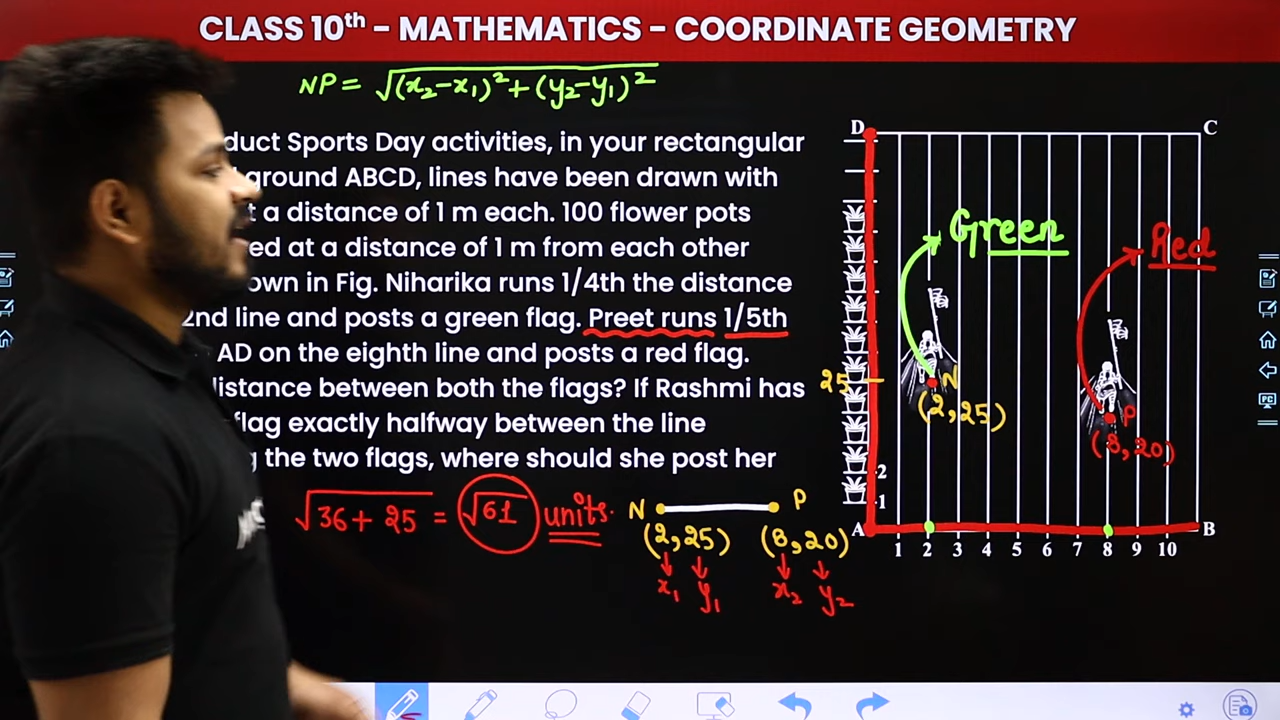 CLASS 10th - MATHEMATICS - COORDINATE GEOMETRY
NP = √(x₂-x₁)²+(y₂-y₁)²
duct Sports Day activities, in your rectangular
ground ABCD, lines have been drawn with
t a distance of 1 m each. 100 flower pots
ed at a distance of 1 m from each other
own in Fig. Niharika runs 1/4th the distance
2nd line and posts a green flag. Preet runs 1/5th
AD on the eighth line and posts a red flag.
distance between both the flags? If Rashmi has
flag exactly halfway between the line
g the two flags, where should she post her
√36 + 25 = √61 units.
N P
(2,25) (8,20)
x₁ y₁ x₂ y₂
D C
Green
Red
25
N
(2,25)
P
(8,20)
2
1
A B
1 2 3 4 5 6 7 8 9 10
PC